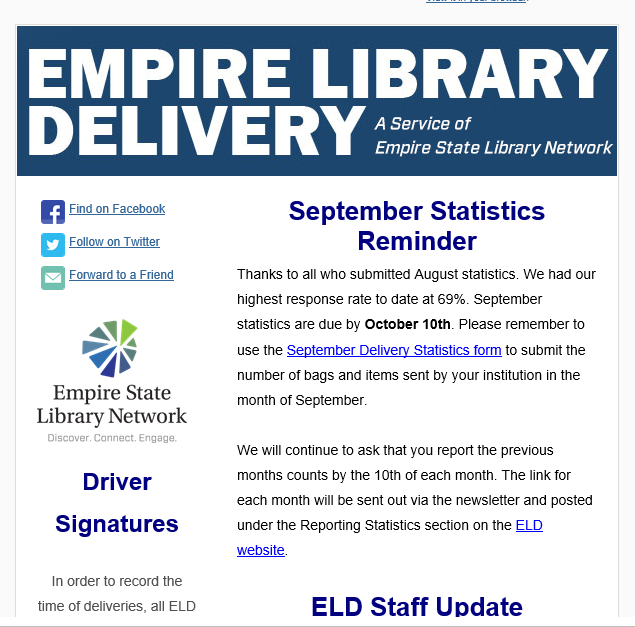 EMPIRE LIBRARY
DELIVERY
A Service of
Empire State Library Network
Find on Facebook
Follow on Twitter
Forward to a Friend
Empire State
Library Network
Discover. Connect. Engage.
Driver
Signatures
In order to record the
time of deliveries, all ELD
September Statistics
Reminder
Thanks to all who submitted August statistics. We had our
highest response rate to date at 69%. September
statistics are due by October 10th. Please remember to
use the September Delivery Statistics form to submit the
number of bags and items sent by your institution in the
month of September.
We will continue to ask that you report the previous
months counts by the 10th of each month. The link for
each month will be sent out via the newsletter and posted
under the Reporting Statistics section on the ELD
website.
ELD Staff Update